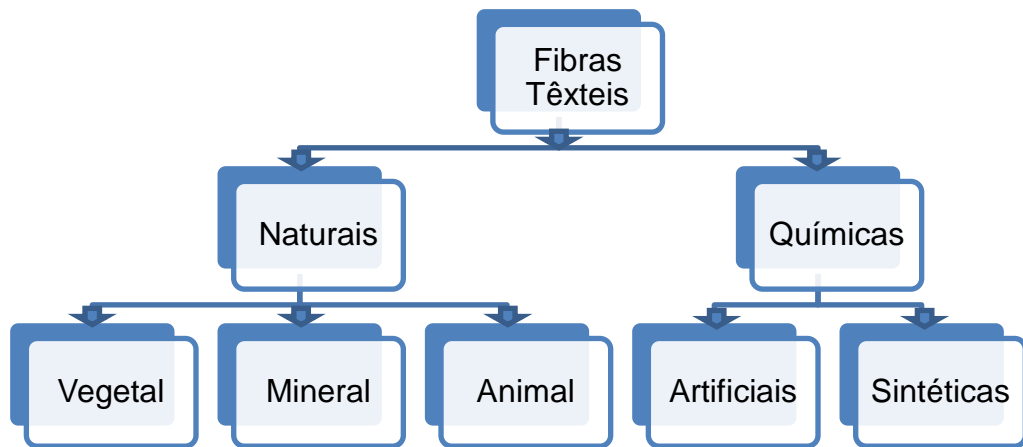 Fibras
Têxteis
Naturais
Químicas
Vegetal
Mineral
Animal
Artificiais
Sintéticas